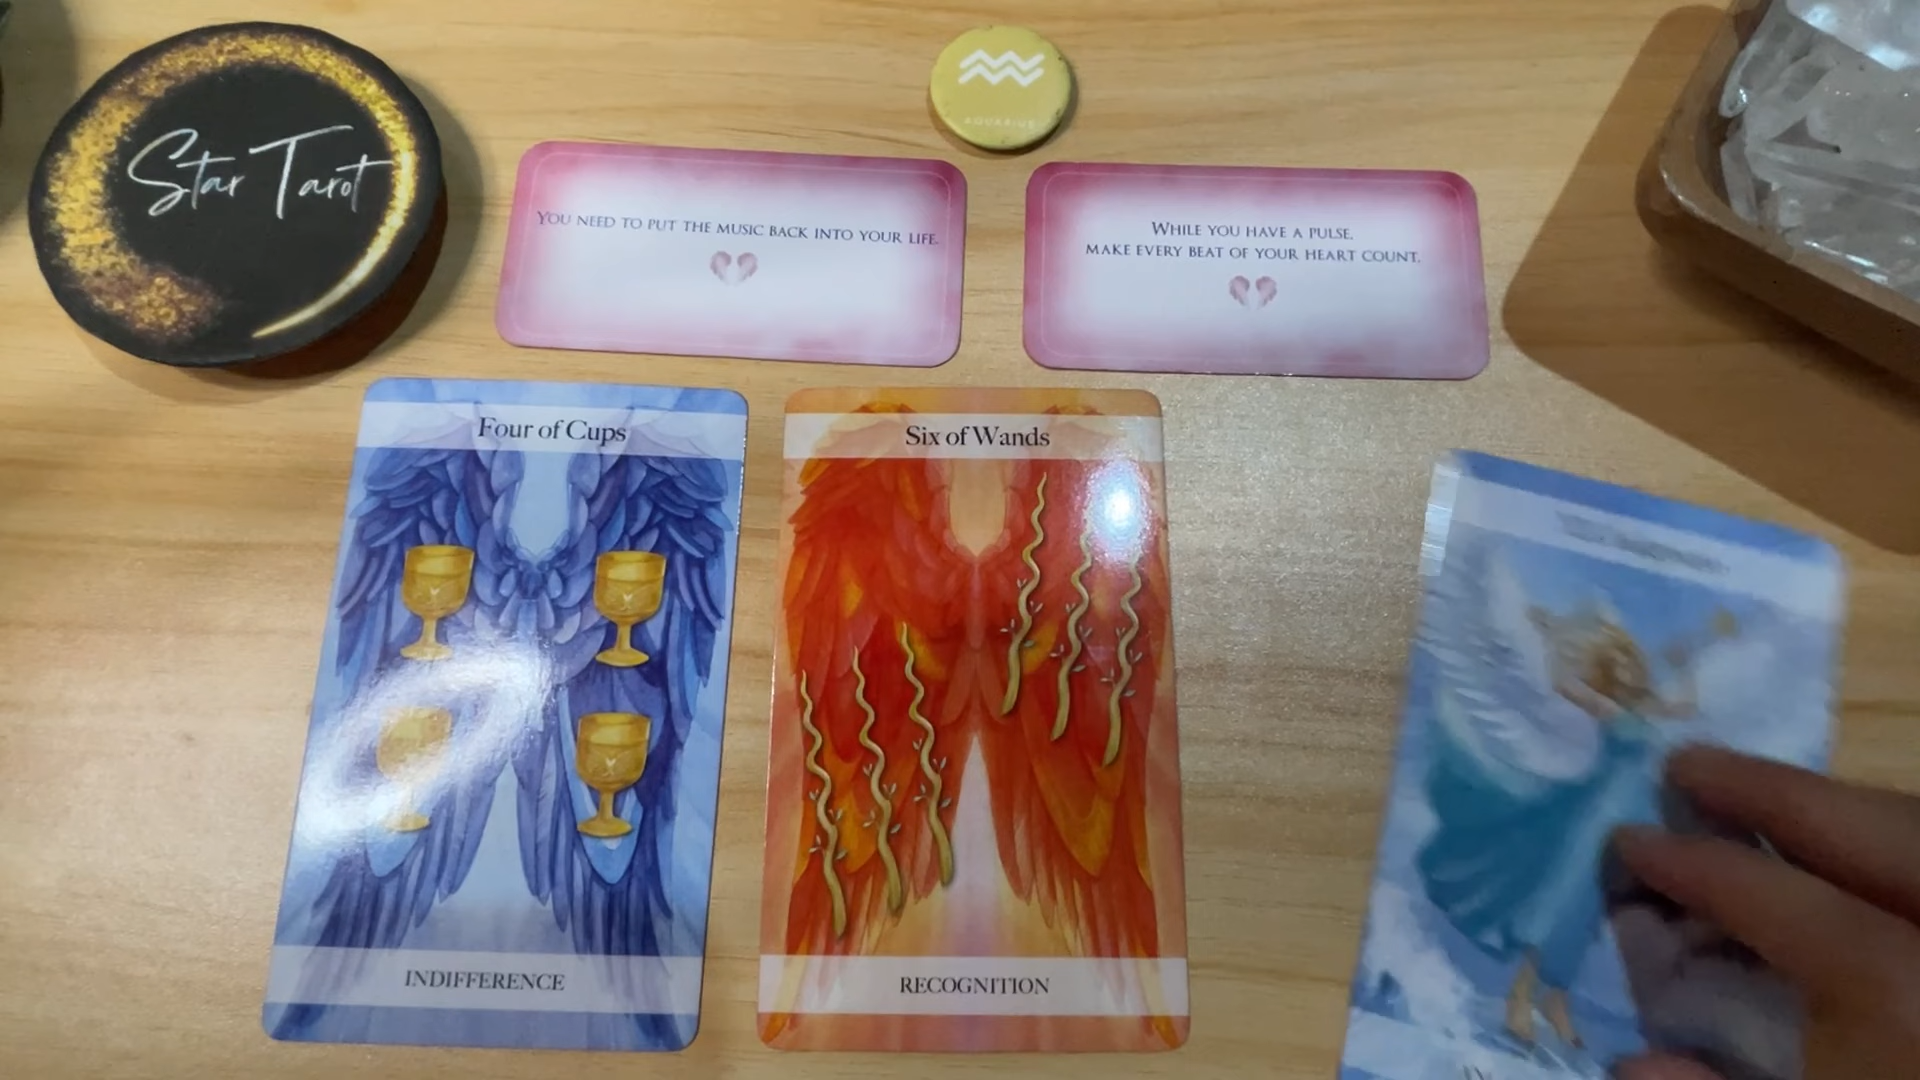 Star Tarot
AQUARIUS
YOU NEED TO PUT THE MUSIC BACK INTO YOUR LIFE.
WHILE YOU HAVE A PULSE,
MAKE EVERY BEAT OF YOUR HEART COUNT.
Four of Cups
INDIFFERENCE
Six of Wands
RECOGNITION